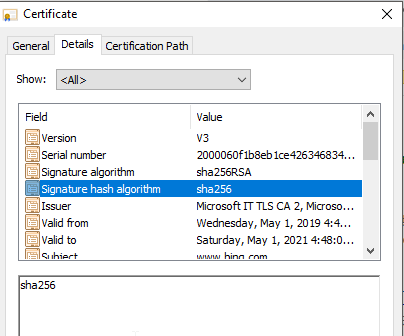 Certificate
General Details Certification Path
Show: <All>
Field Value
Version V3
Serial number 2000060f1b8eb1ce426346834...
Signature algorithm sha256RSA
Signature hash algorithm sha256
Issuer Microsoft IT TLS CA 2, Microso...
Valid from Wednesday, May 1, 2019 4:4...
Valid to Saturday, May 1, 2021 4:48:0...
Subject www.bing.com
sha256